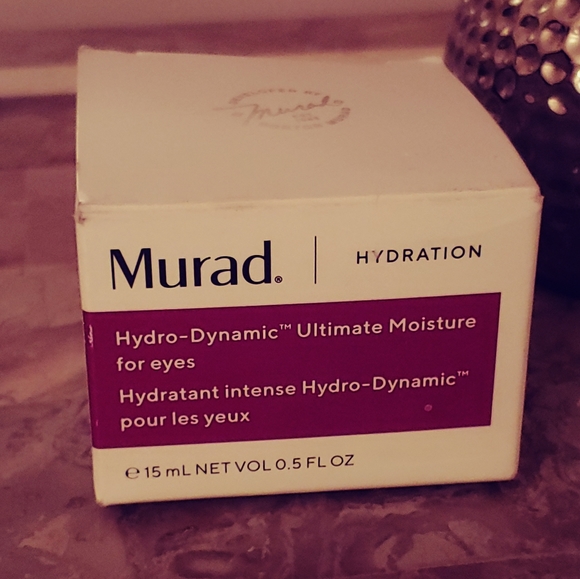 Murad
Murad® | HYDRATION
Hydro-Dynamic™ Ultimate Moisture
for eyes
Hydratant intense Hydro-Dynamic™
pour les yeux
℮ 15 mL NET VOL 0.5 FL OZ